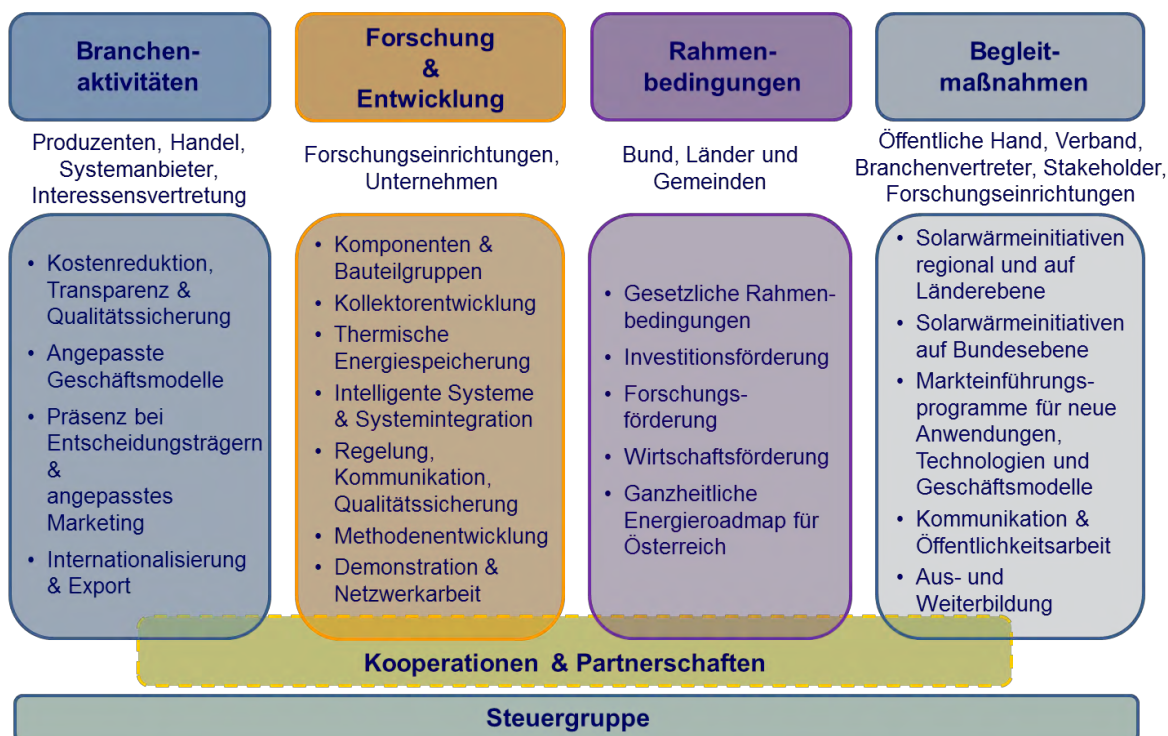 Branchen-
aktivitäten
Produzenten, Handel,
Systemanbieter,
Interessensvertretung
• Kostenreduktion,
Transparenz &
Qualitätssicherung
• Angepasste
Geschäftsmodelle
• Präsenz bei
Entscheidungsträgern
&
angepasstes
Marketing
• Internationalisierung
& Export
Forschung
&
Entwicklung
Forschungseinrichtungen,
Unternehmen
• Komponenten &
Bauteilgruppen
• Kollektorentwicklung
• Thermische
Energiespeicherung
• Intelligente Systeme
& Systemintegration
• Regelung,
Kommunikation,
Qualitätssicherung
• Methodenentwicklung
• Demonstration &
Netzwerkarbeit
Rahmen-
bedingungen
Bund, Länder und
Gemeinden
• Gesetzliche Rahmen-
bedingungen
• Investitionsförderung
• Forschungs-
förderung
• Wirtschaftsförderung
• Ganzheitliche
Energieroadmap für
Österreich
Begleit-
maßnahmen
Öffentliche Hand, Verband,
Branchenvertreter, Stakeholder,
Forschungseinrichtungen
• Solarwärmeinitiativen
regional und auf
Länderebene
• Solarwärmeinitiativen
auf Bundesebene
• Markteinführungs-
programme für neue
Anwendungen,
Technologien und
Geschäftsmodelle
• Kommunikation &
Öffentlichkeitsarbeit
• Aus- und
Weiterbildung
Kooperationen & Partnerschaften
Steuergruppe